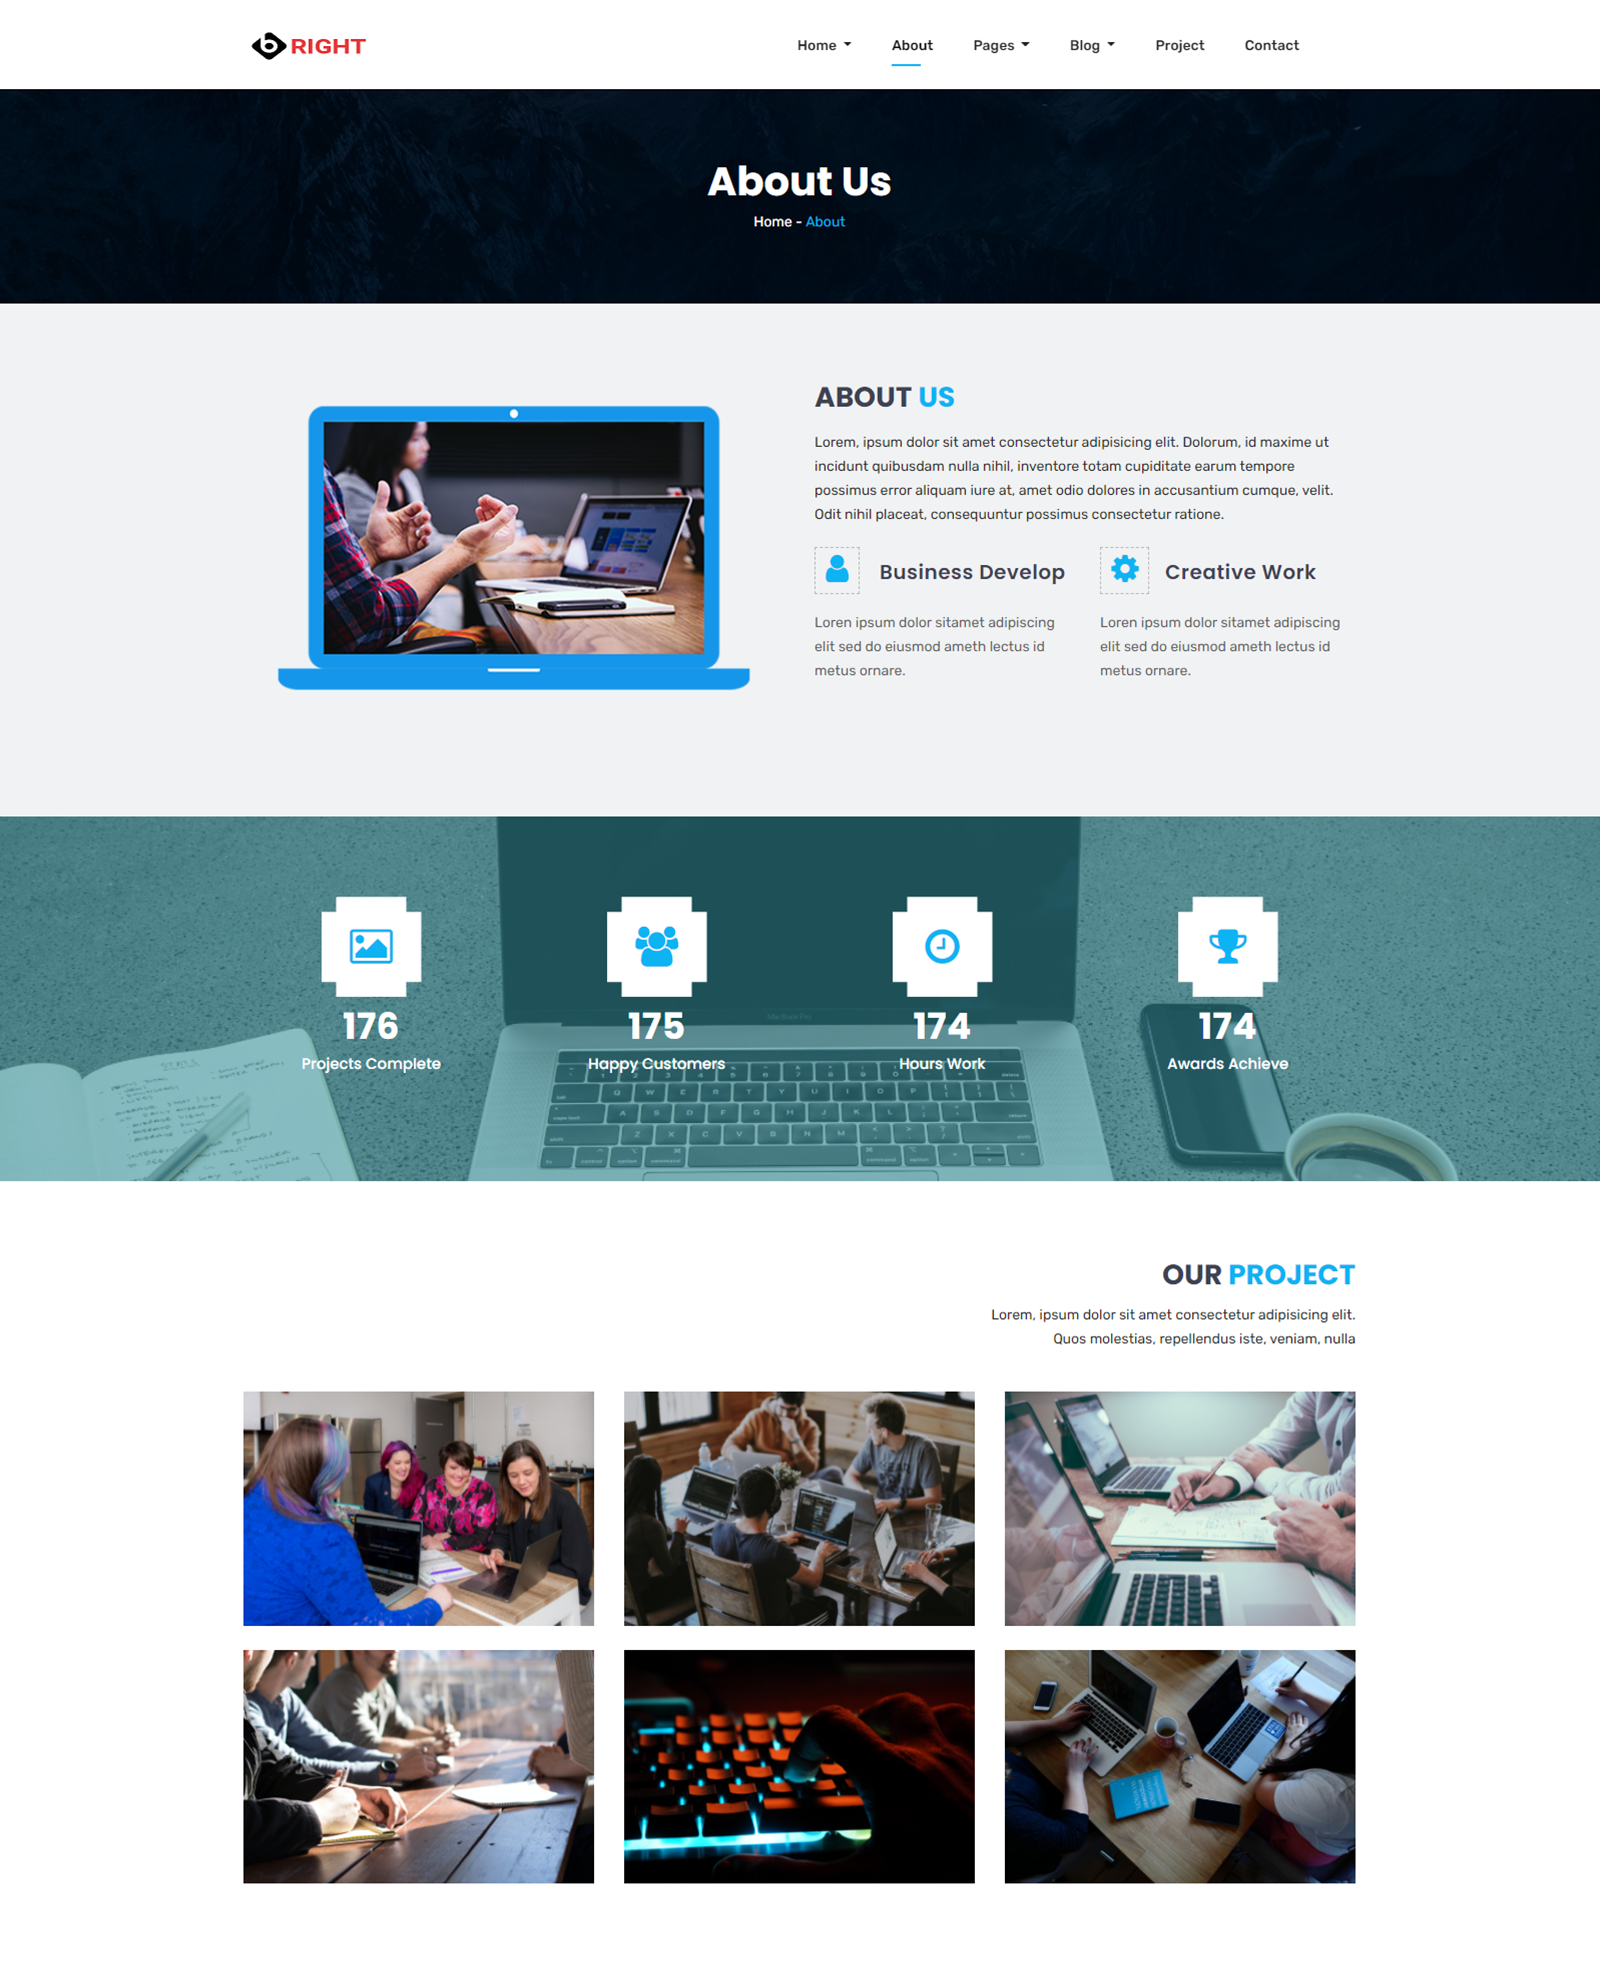 b RIGHT
Home About Pages Blog Project Contact
About Us
Home - About
ABOUT US
Lorem, ipsum dolor sit amet consectetur adipisicing elit. Dolorum, id maxime ut
incidunt quibusdam nulla nihil, inventore totam cupiditate earum tempore
possimus error aliquam iure at, amet odio dolores in accusantium cumque, velit.
Odit nihil placeat, consequuntur possimus consectetur ratione.
Business Develop
Loren ipsum dolor sitamet adipiscing
elit sed do eiusmod ameth lectus id
metus ornare.
Creative Work
Loren ipsum dolor sitamet adipiscing
elit sed do eiusmod ameth lectus id
metus ornare.
176
Projects Complete
175
Happy Customers
174
Hours Work
174
Awards Achieve
OUR PROJECT
Lorem, ipsum dolor sit amet consectetur adipisicing elit.
Quos molestias, repellendus iste, veniam, nulla